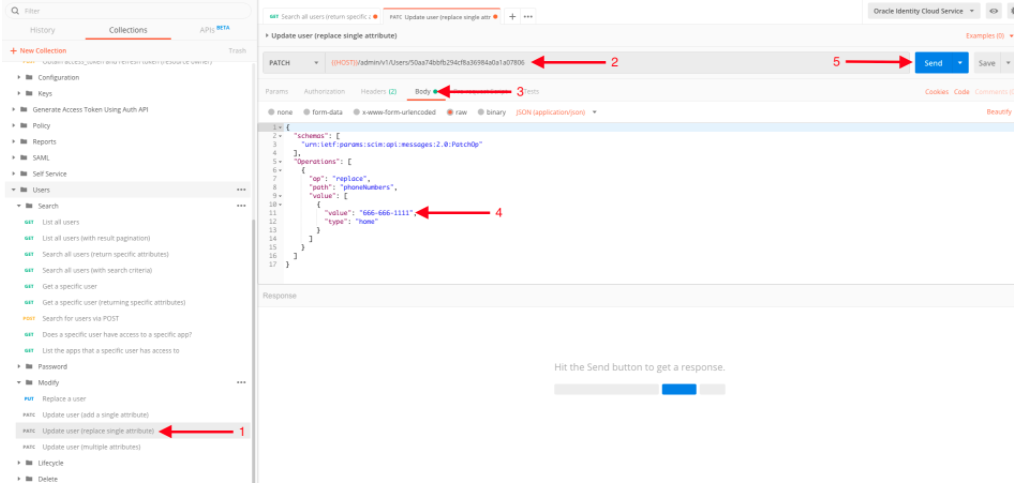 Filter
History Collections APIs BETA
+ New Collection Trash
Configuration
Keys
Generate Access Token Using Auth API
Policy
Reports
SAML
Self Service
Users
Search
GET List all users
GET List all users (with result pagination)
GET Search all users (return specific attributes)
GET Search all users (with search criteria)
GET Get a specific user
GET Get a specific user (returning specific attributes)
POST Search for users via POST
GET Does a specific user have access to a specific app?
GET List the apps that a specific user has access to
Password
Modify
PUT Replace a user
PATC Update user (add a single attribute)
PATC Update user (replace single attribute) 1
PATC Update user (multiple attributes)
Lifecycle
Delete
GET Search all users (return specific a PATC Update user (replace single attr + ••• Oracle Identity Cloud Service
Update user (replace single attribute) Examples (0)
PATCH {{HOST}}/admin/v1/Users/50aa74bbfb294cf8a36984a0a1a07806 2 5 Send Save
Params Authorization Headers (2) Body 3 Tests Cookies Code Comments (0)
none form-data x-www-form-urlencoded raw binary JSON (application/json) Beautify
1 {
2 "schemas": [
3 "urn:ietf:params:scim:api:messages:2.0:PatchOp"
4 ],
5 "Operations": [
6 {
7 "op": "replace",
8 "path": "phoneNumbers",
9 "value": [
10 {
11 "value": "666-666-1111", 4
12 "type": "home"
13 }
14 ]
15 }
16 ]
17 }
Response
Hit the Send button to get a response.